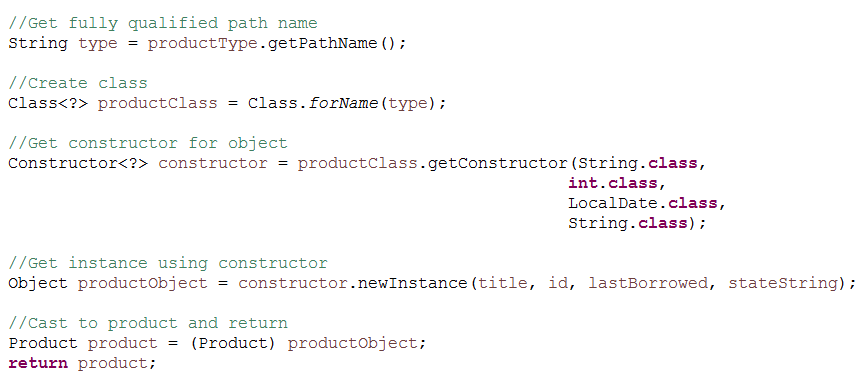 //Get fully qualified path name
String type = productType.getPathName();
//Create class
Class<?> productClass = Class.forName(type);
//Get constructor for object
Constructor<?> constructor = productClass.getConstructor(String.class,
int.class,
LocalDate.class,
String.class);
//Get instance using constructor
Object productObject = constructor.newInstance(title, id, lastBorrowed, stateString);
//Cast to product and return
Product product = (Product) productObject;
return product;